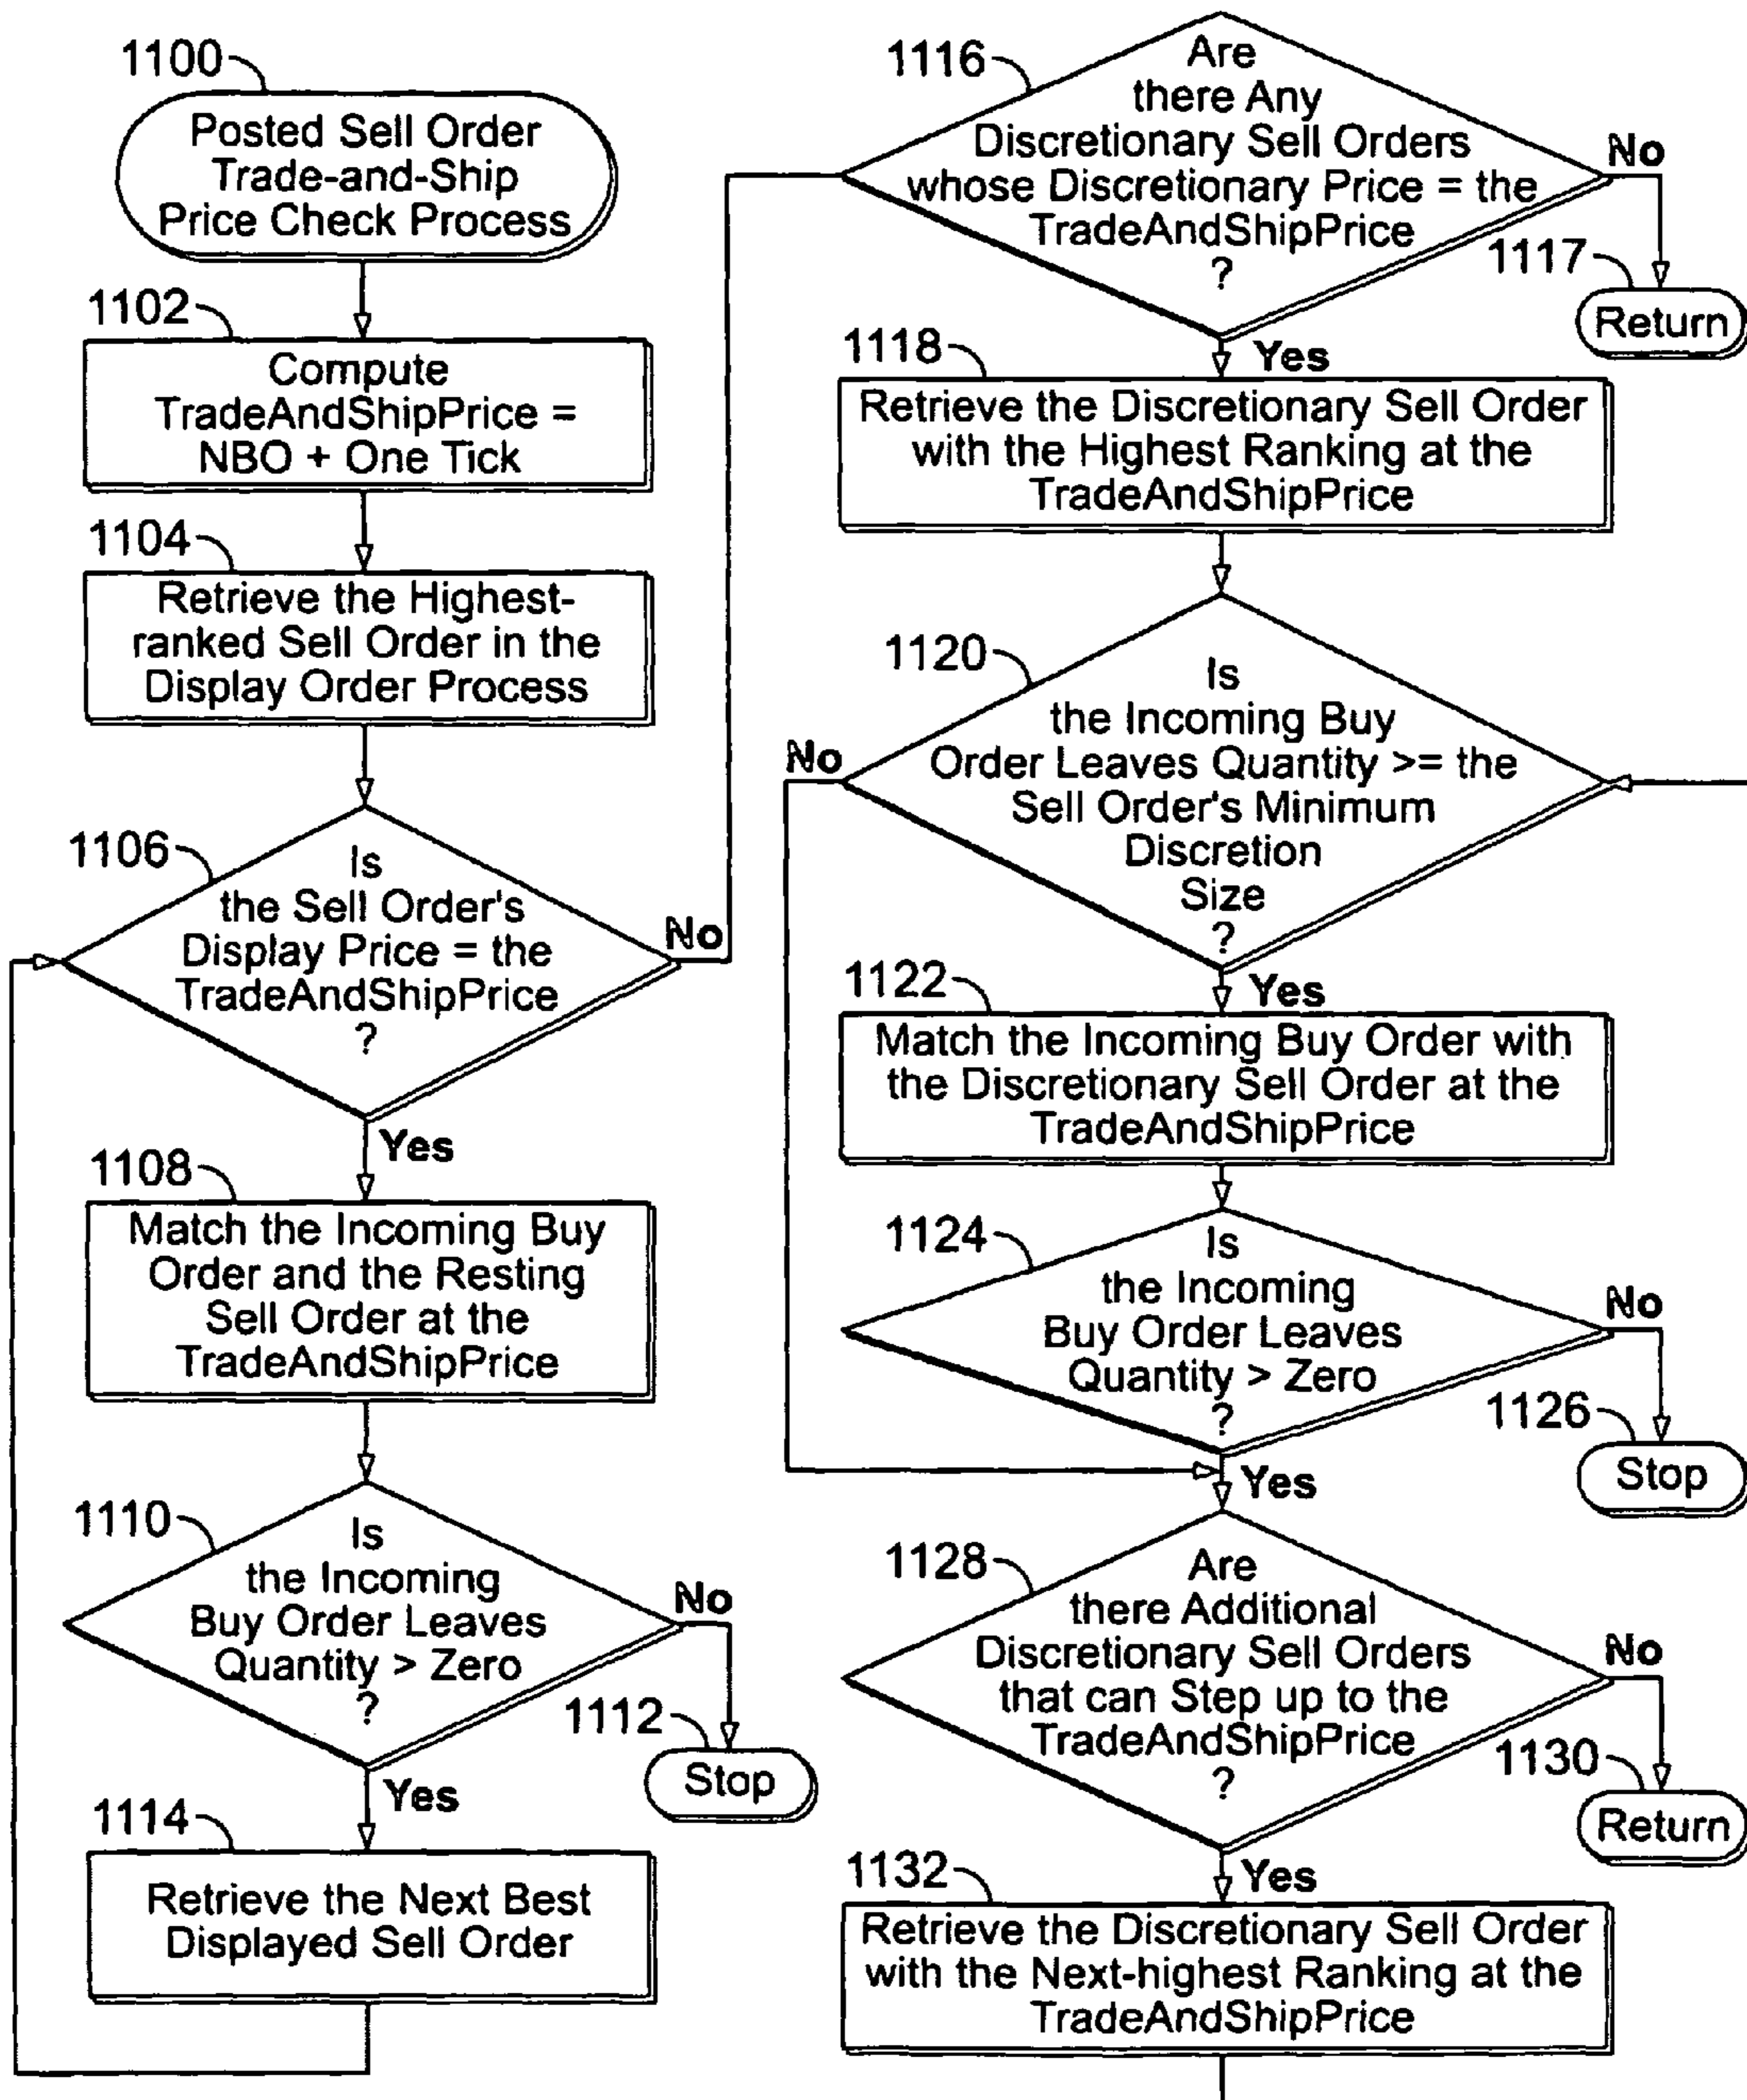 1100
Posted Sell Order
Trade-and-Ship
Price Check Process
1102
Compute
TradeAndShipPrice =
NBO + One Tick
1104
Retrieve the Highest-
ranked Sell Order in the
Display Order Process
1106
Is
the Sell Order's
Display Price = the
TradeAndShipPrice
?
No
Yes
1108
Match the Incoming Buy
Order and the Resting
Sell Order at the
TradeAndShipPrice
1110
Is
the Incoming
Buy Order Leaves
Quantity > Zero
?
No
1112
Stop
Yes
1114
Retrieve the Next Best
Displayed Sell Order
1116
Are
there Any
Discretionary Sell Orders
whose Discretionary Price = the
TradeAndShipPrice
?
No
1117
Return
Yes
1118
Retrieve the Discretionary Sell Order
with the Highest Ranking at the
TradeAndShipPrice
1120
Is
the Incoming Buy
Order Leaves Quantity >= the
Sell Order's Minimum
Discretion
Size
?
No
Yes
1122
Match the Incoming Buy Order with
the Discretionary Sell Order at the
TradeAndShipPrice
1124
Is
the Incoming
Buy Order Leaves
Quantity > Zero
?
No
1126
Stop
Yes
1128
Are
there Additional
Discretionary Sell Orders
that can Step up to the
TradeAndShipPrice
?
No
1130
Return
Yes
1132
Retrieve the Discretionary Sell Order
with the Next-highest Ranking at the
TradeAndShipPrice